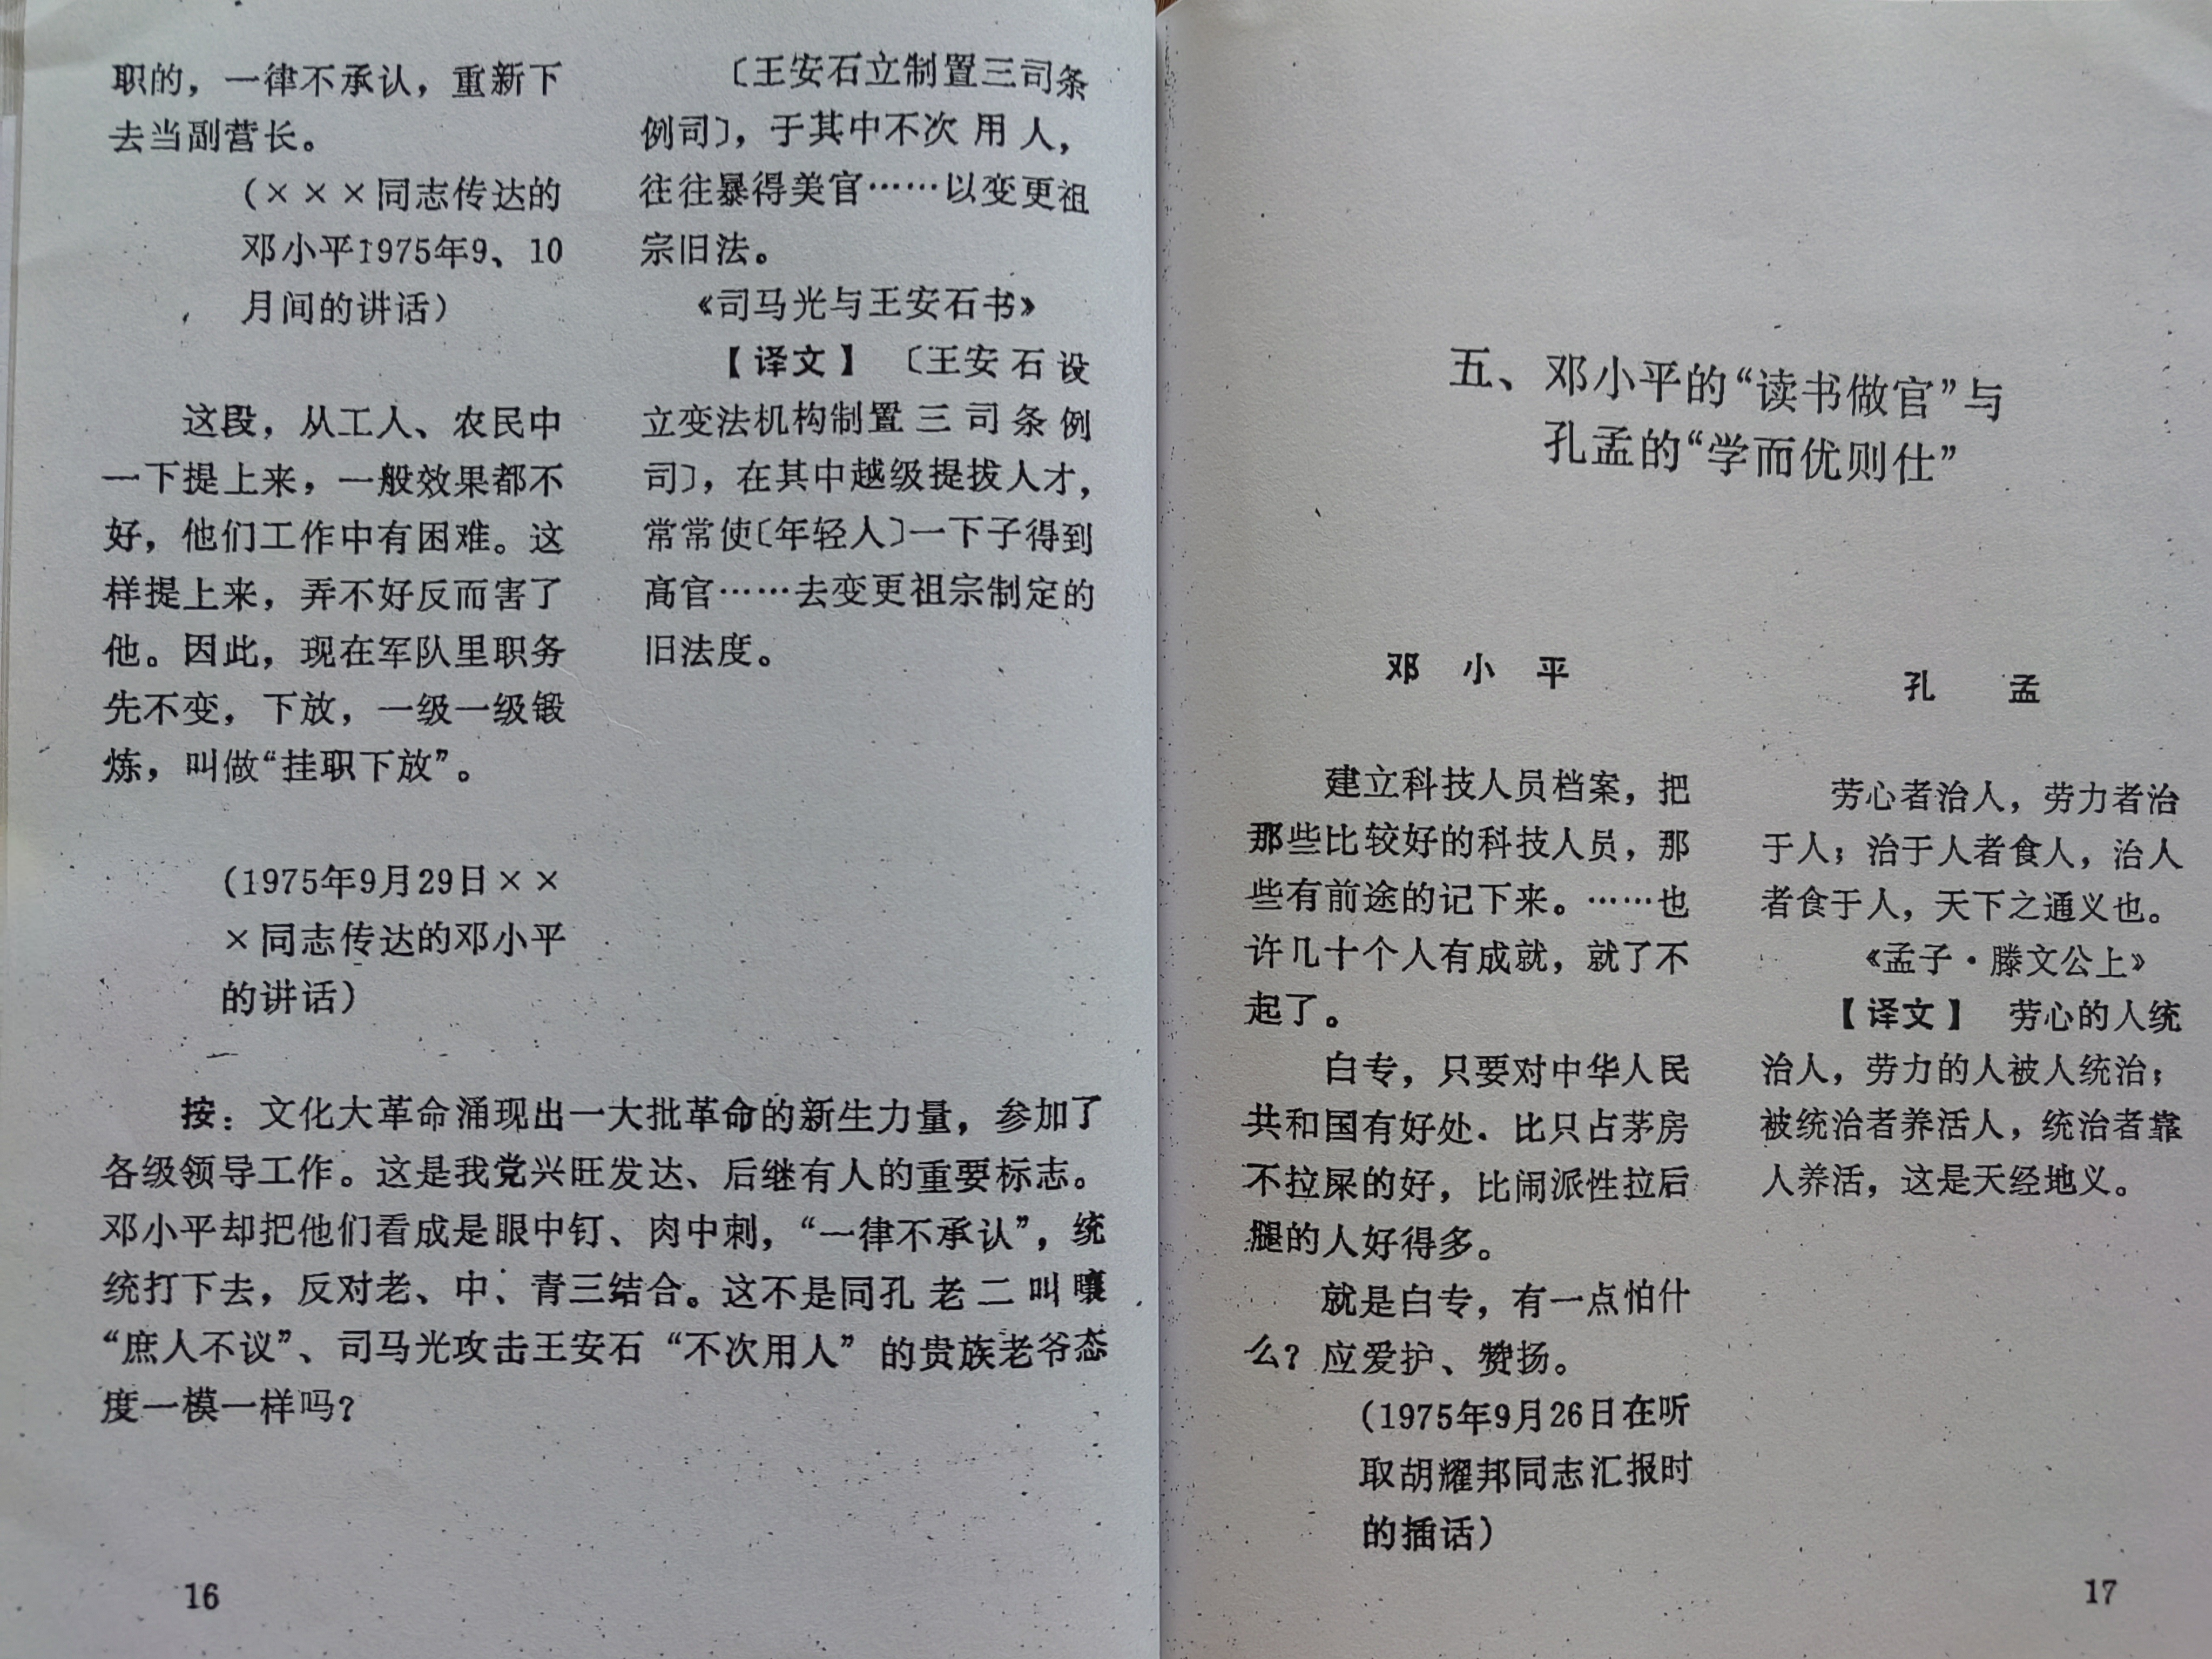 职的，一律不承认，重新下
去当副营长。
（×××同志传达的
邓小平1975年9、10
月间的讲话）
这段，从工人、农民中
一下提上来，一般效果都不
好，他们工作中有困难。这
样提上来，弄不好反而害了
他。因此，现在军队里职务
先不变，下放，一级一级锻
炼，叫做“挂职下放”。
（1975年9月29日××
×同志传达的邓小平
的讲话）
〔王安石立制置三司条
例司〕，于其中不次用人，
往往暴得美官……以变更祖
宗旧法。
《司马光与王安石书》
【译文】 〔王安石设
立变法机构制置三司条例
司〕，在其中越级提拔人才，
常常使〔年轻人〕一下子得到
高官……去变更祖宗制定的
旧法度。
按：文化大革命涌现出一大批革命的新生力量，参加了
各级领导工作。这是我党兴旺发达、后继有人的重要标志。
邓小平却把他们看成是眼中钉、肉中刺，“一律不承认”，统
统打下去，反对老、中、青三结合。这不是同孔老二叫嚷
“庶人不议”、司马光攻击王安石“不次用人”的贵族老爷态
度一模一样吗？
16
五、邓小平的“读书做官”与
孔孟的“学而优则仕”
邓小平
建立科技人员档案，把
那些比较好的科技人员，那
些有前途的记下来。……也
许几十个人有成就，就了不
起了。
白专，只要对中华人民
共和国有好处．比只占茅房
不拉屎的好，比闹派性拉后
腿的人好得多。
就是白专，有一点怕什
么？应爱护、赞扬。
（1975年9月26日在听
取胡耀邦同志汇报时
的插话）
孔孟
劳心者治人，劳力者治
于人；治于人者食人，治人
者食于人，天下之通义也。
《孟子·滕文公上》
【译文】 劳心的人统
治人，劳力的人被人统治；
被统治者养活人，统治者靠
人养活，这是天经地义。
17